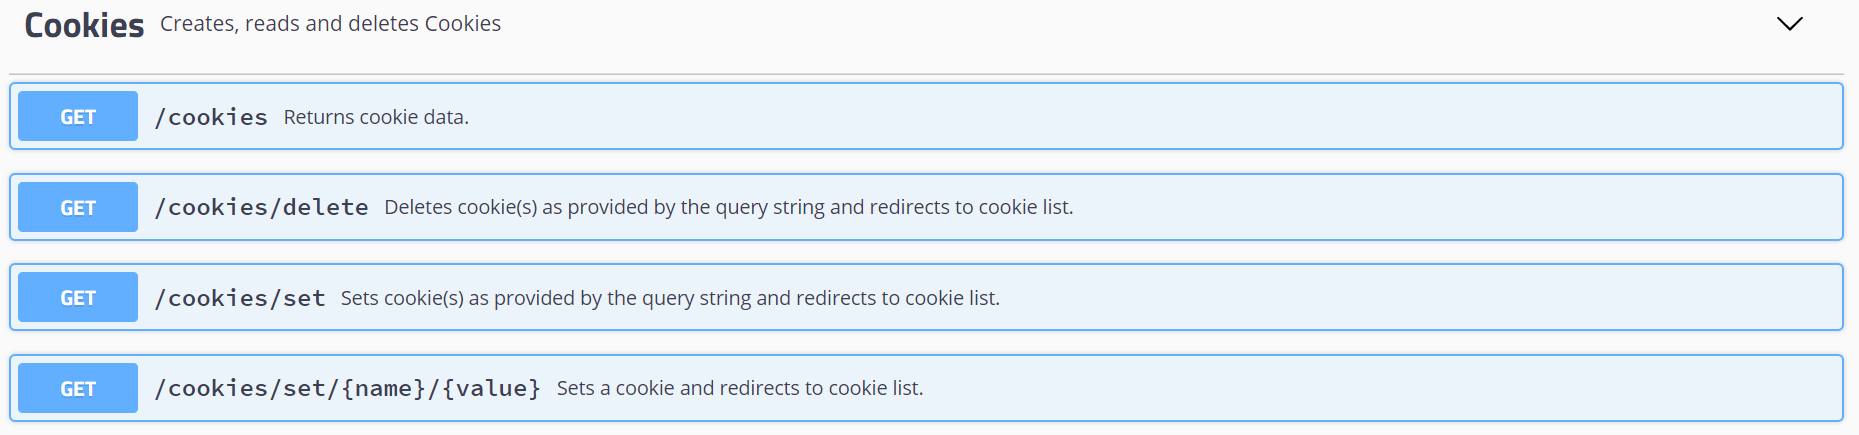 Cookies Creates, reads and deletes Cookies
GET /cookies Returns cookie data.
GET /cookies/delete Deletes cookie(s) as provided by the query string and redirects to cookie list.
GET /cookies/set Sets cookie(s) as provided by the query string and redirects to cookie list.
GET /cookies/set/{name}/{value} Sets a cookie and redirects to cookie list.